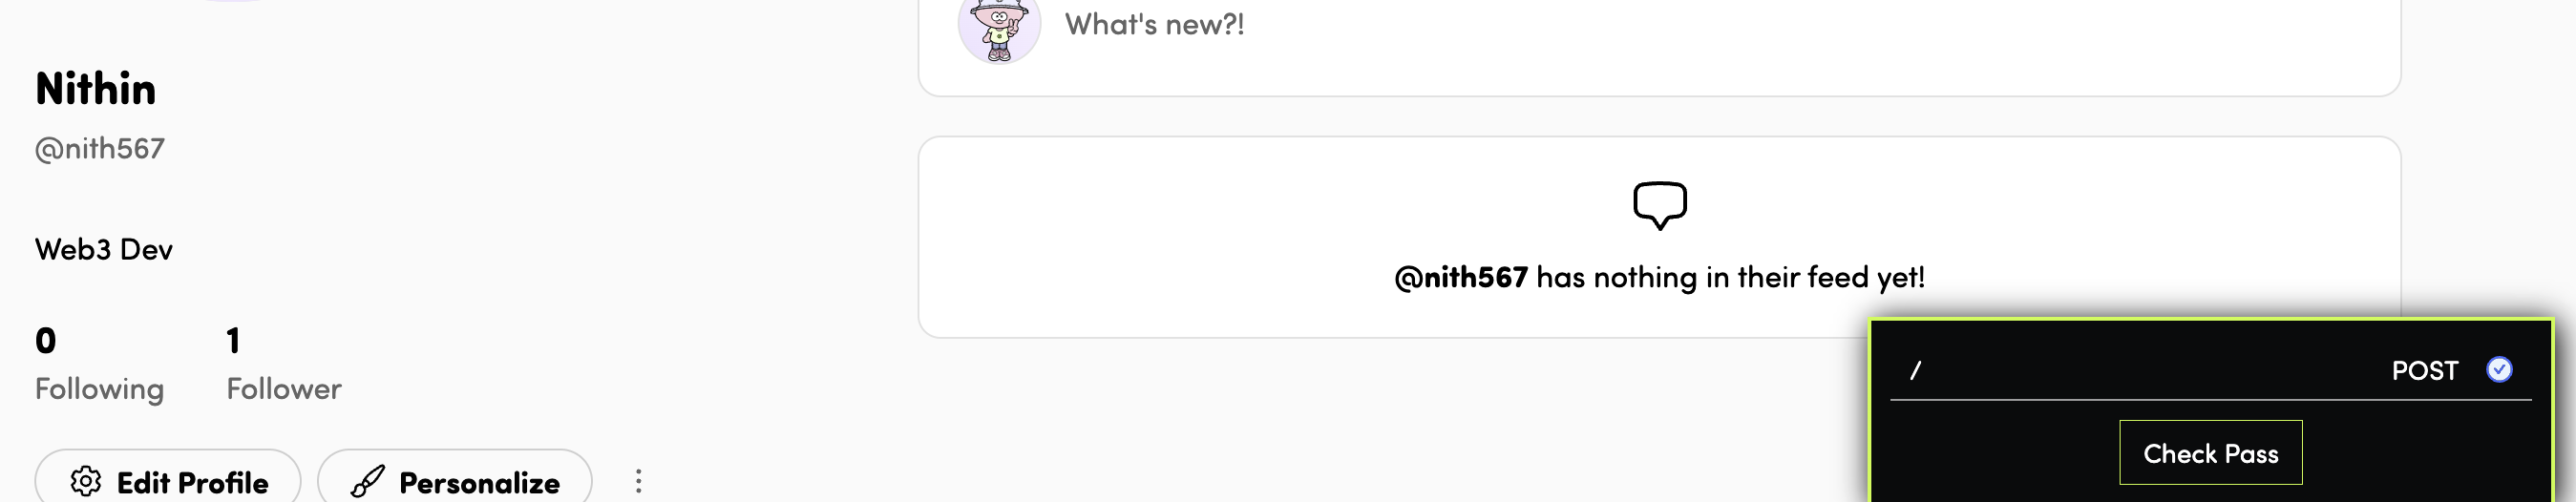 Nithin
@nith567
Web3 Dev
0 1
Following Follower
Edit Profile Personalize
What's new?!
@nith567 has nothing in their feed yet!
/ POST
Check Pass